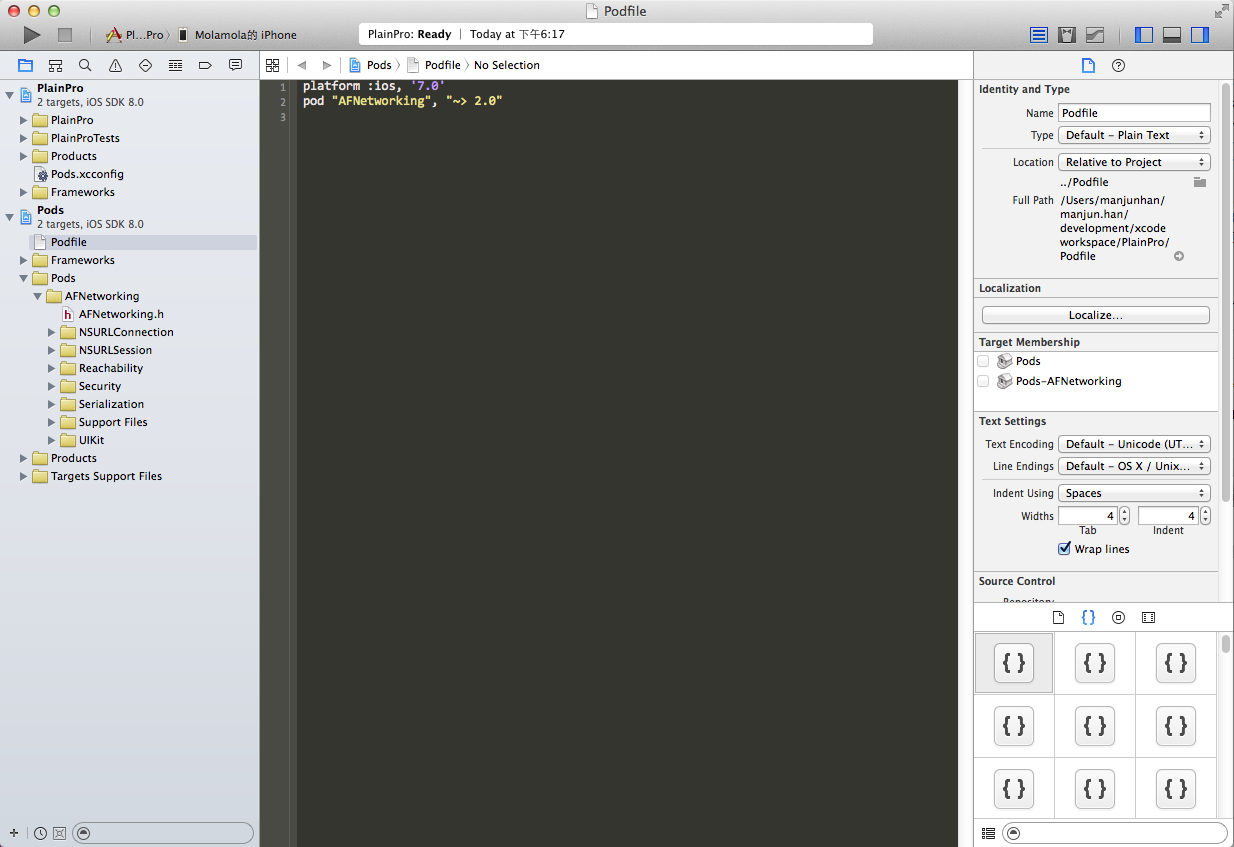 Podfile
Pl...Pro 〉 Molamola的 iPhone
PlainPro: Ready | Today at 下午6:17
Pods 〉 Podfile 〉 No Selection
PlainPro
2 targets, iOS SDK 8.0
PlainPro
PlainProTests
Products
Pods.xcconfig
Frameworks
Pods
2 targets, iOS SDK 8.0
Podfile
Frameworks
Pods
AFNetworking
h AFNetworking.h
NSURLConnection
NSURLSession
Reachability
Security
Serialization
Support Files
UIKit
Products
Targets Support Files
1 platform :ios, '7.0'
2 pod "AFNetworking", "~> 2.0"
3
Identity and Type
Name Podfile
Type Default – Plain Text
Location Relative to Project
../Podfile
Full Path /Users/manjunhan/
manjun.han/
development/xcode
workspace/PlainPro/
Podfile
Localization
Localize...
Target Membership
Pods
Pods-AFNetworking
Text Settings
Text Encoding Default – Unicode (UT...
Line Endings Default – OS X / Unix...
Indent Using Spaces
Widths 4 4
Tab Indent
Wrap lines
Source Control
Repository
{ }
{ } { } { }
{ } { } { }
{ } { } { }